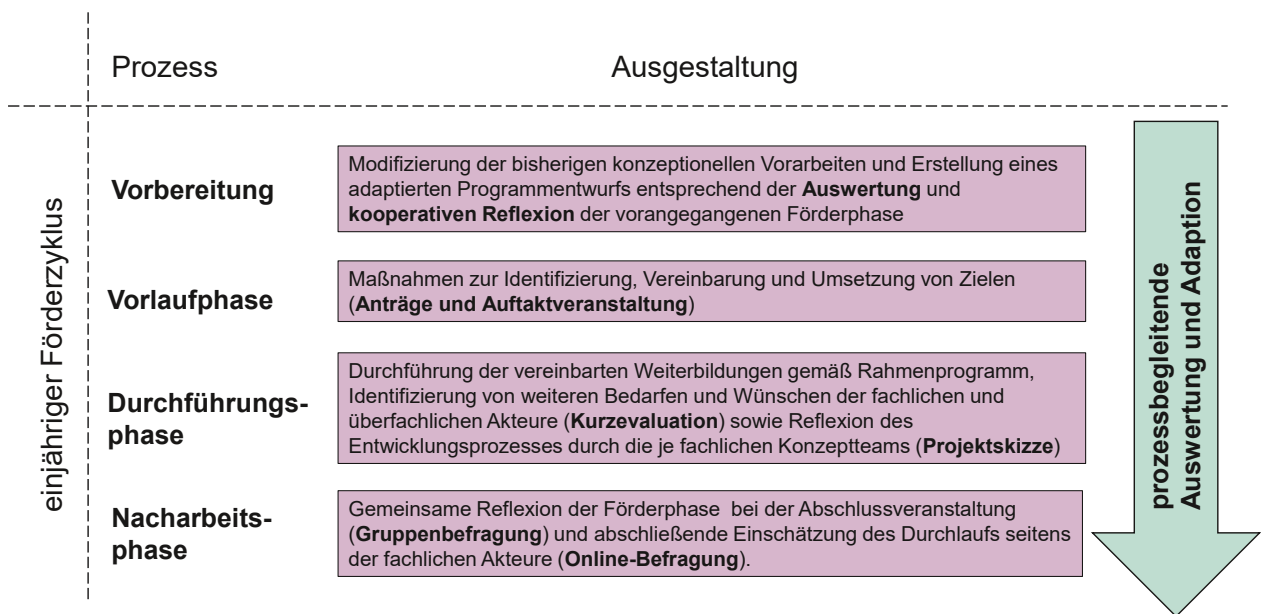 Prozess
Ausgestaltung
einjähriger Förderzyklus
Vorbereitung
Modifizierung der bisherigen konzeptionellen Vorarbeiten und Erstellung eines
adaptierten Programmentwurfs entsprechend der Auswertung und
kooperativen Reflexion der vorangegangenen Förderphase
Vorlaufphase
Maßnahmen zur Identifizierung, Vereinbarung und Umsetzung von Zielen
(Anträge und Auftaktveranstaltung)
Durchführungs-
phase
Durchführung der vereinbarten Weiterbildungen gemäß Rahmenprogramm,
Identifizierung von weiteren Bedarfen und Wünschen der fachlichen und
überfachlichen Akteure (Kurzevaluation) sowie Reflexion des
Entwicklungsprozesses durch die je fachlichen Konzeptteams (Projektskizze)
Nacharbeits-
phase
Gemeinsame Reflexion der Förderphase bei der Abschlussveranstaltung
(Gruppenbefragung) und abschließende Einschätzung des Durchlaufs seitens
der fachlichen Akteure (Online-Befragung).
prozessbegleitende
Auswertung und Adaption